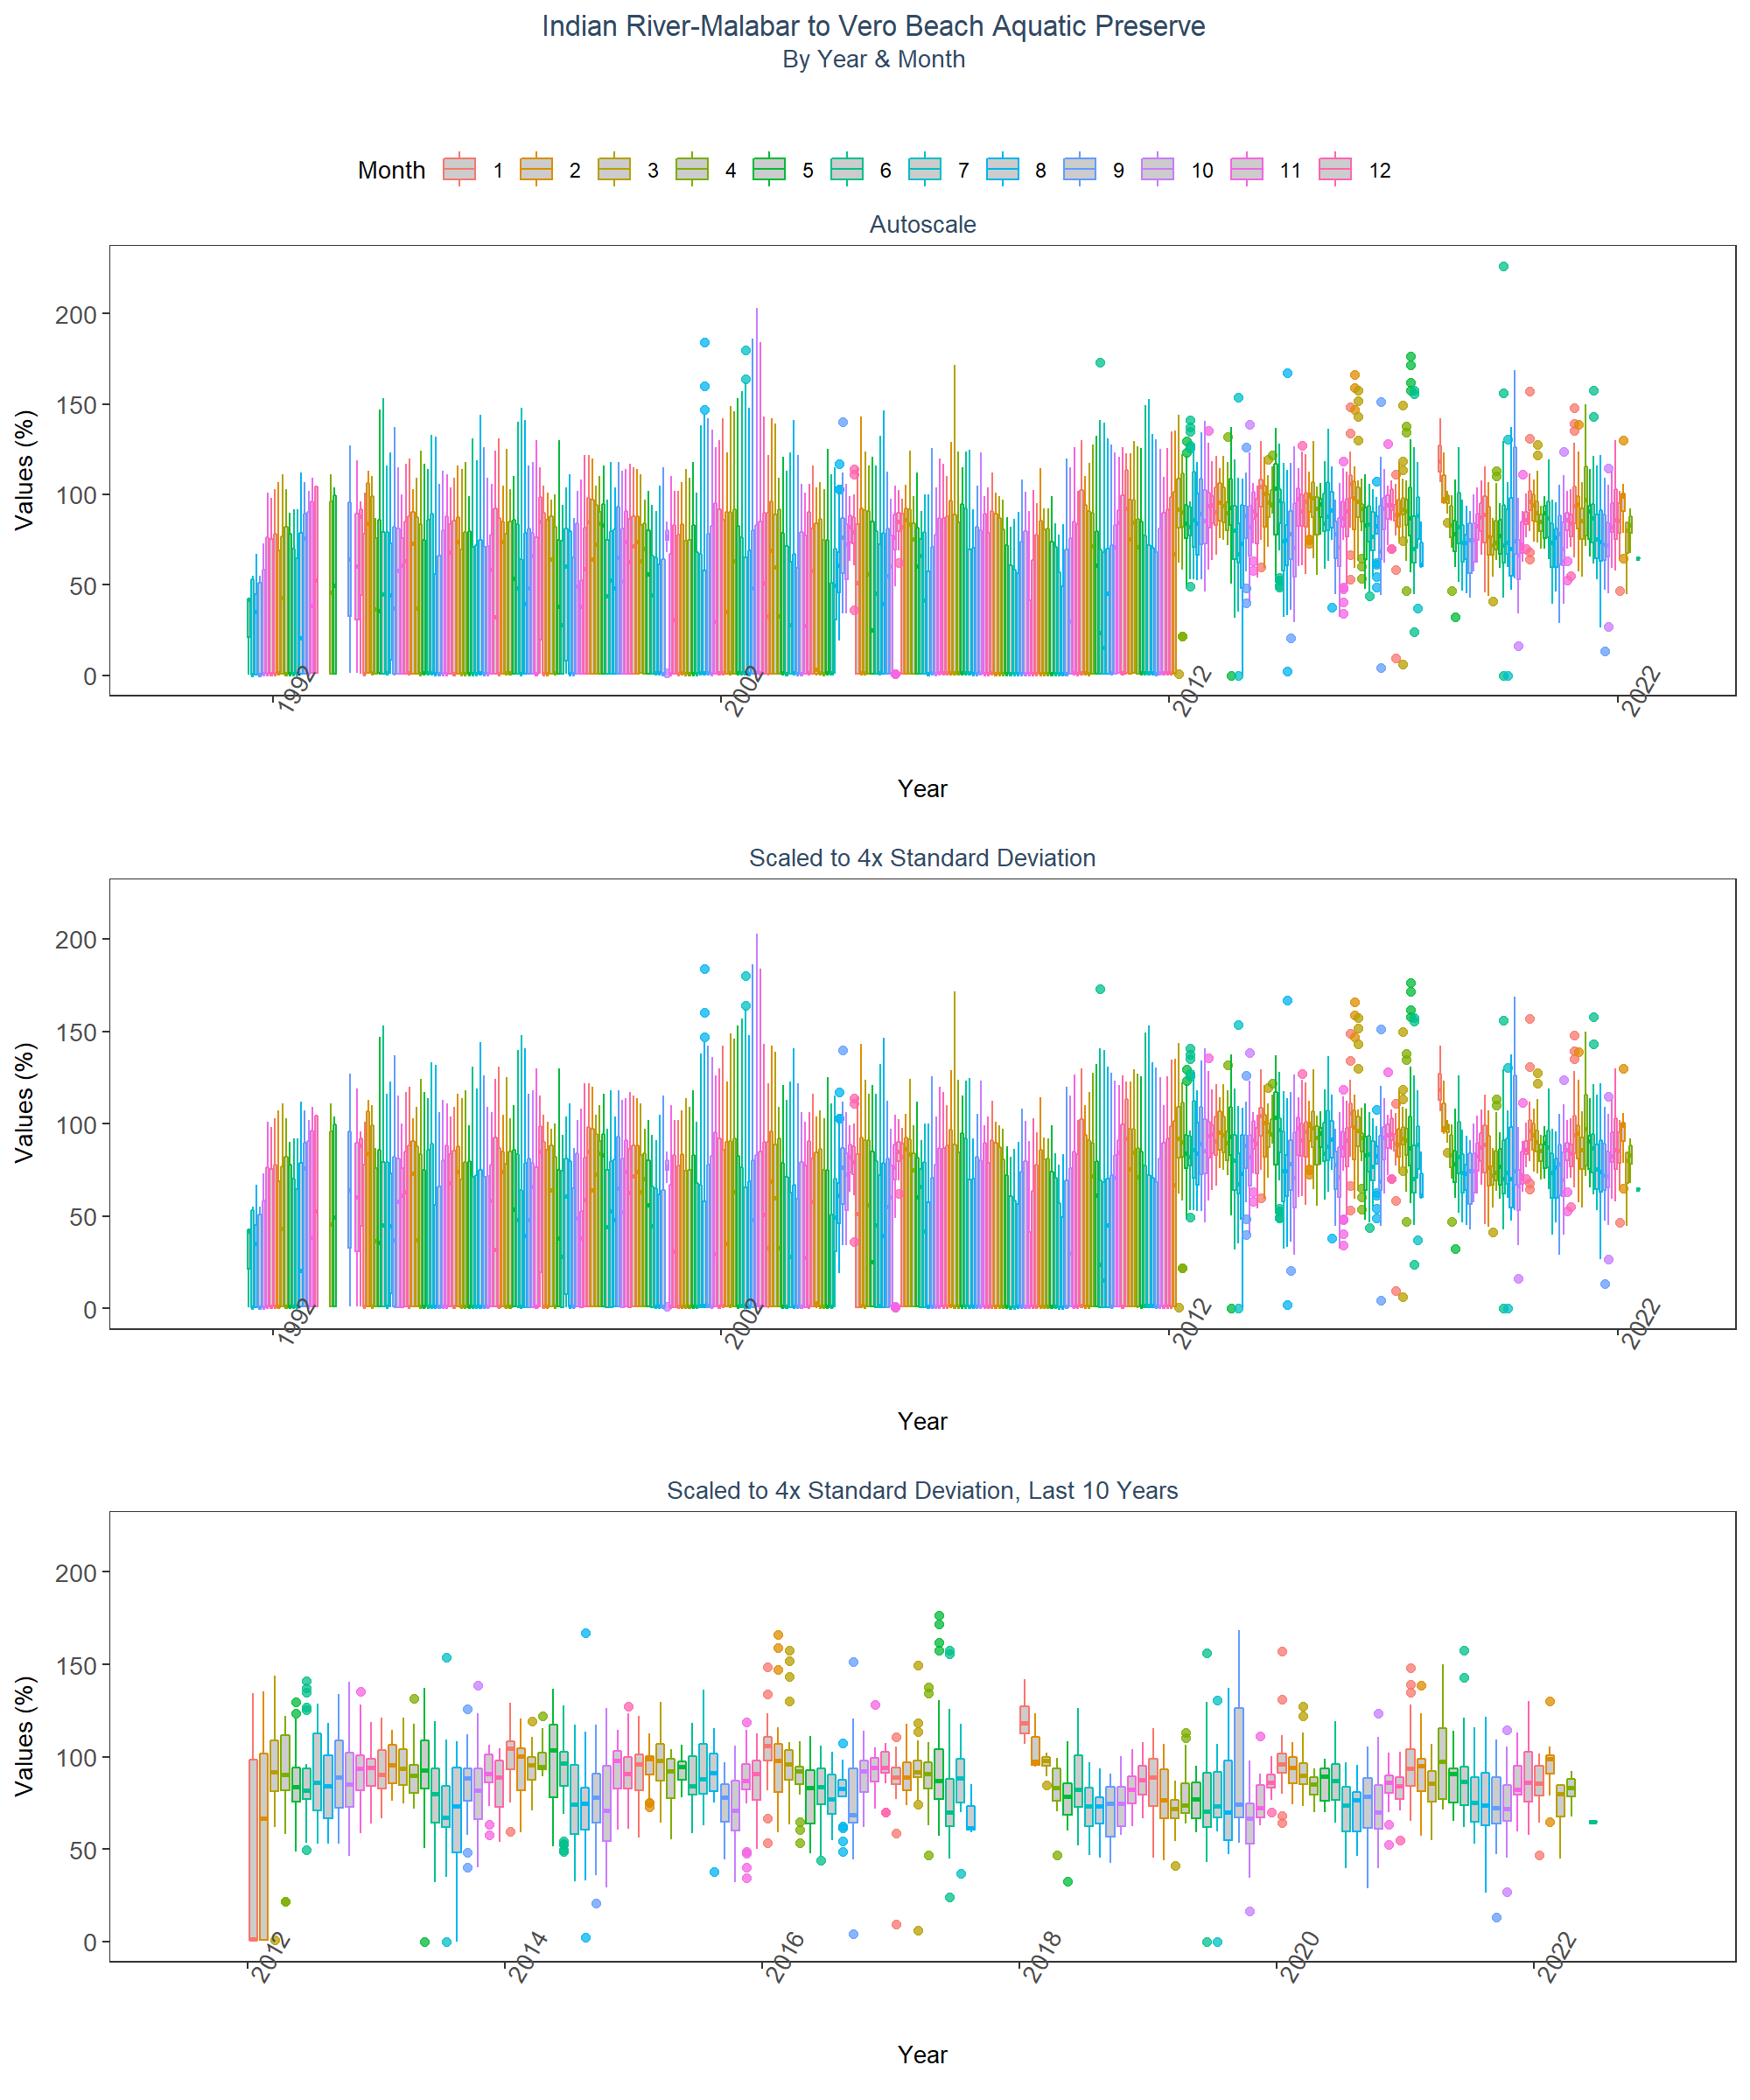 Indian River-Malabar to Vero Beach Aquatic Preserve
By Year & Month
Month 1 2 3 4 5 6 7 8 9 10 11 12
Autoscale
Values (%)
200
150
100
50
0
1992 2002 2012 2022
Year
Scaled to 4x Standard Deviation
Values (%)
200
150
100
50
0
1992 2002 2012 2022
Year
Scaled to 4x Standard Deviation, Last 10 Years
Values (%)
200
150
100
50
0
2012 2014 2016 2018 2020 2022
Year